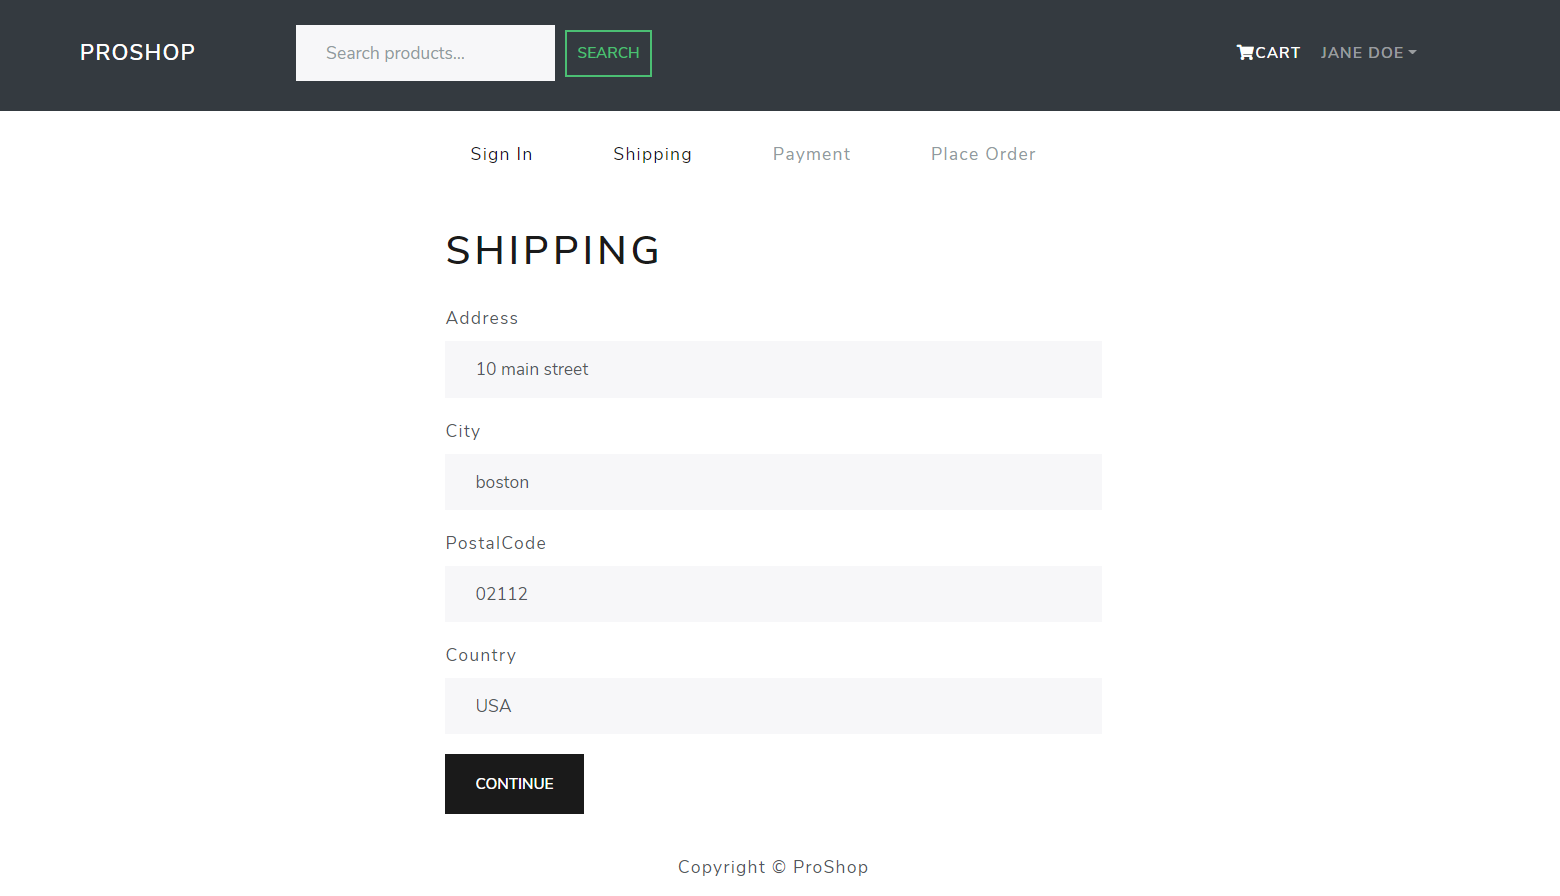 PROSHOP Search products... SEARCH CART JANE DOE
Sign In Shipping Payment Place Order
SHIPPING
Address
10 main street
City
boston
PostalCode
02112
Country
USA
CONTINUE
Copyright © ProShop